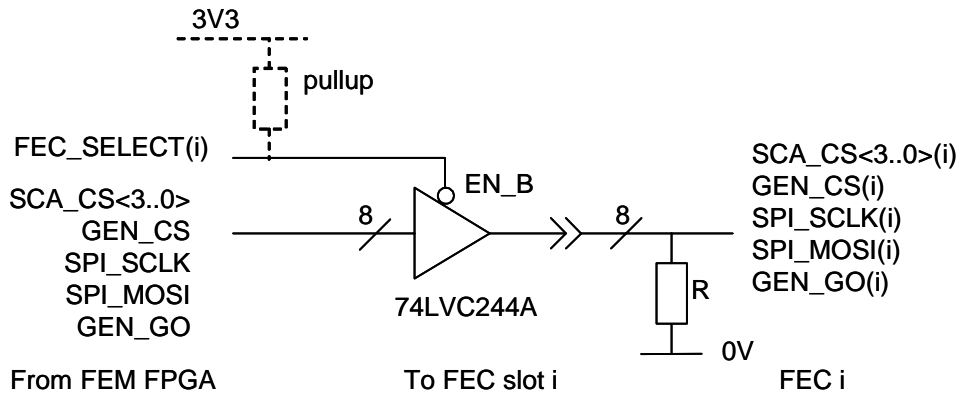 3V3
pullup
FEC_SELECT(i)
EN_B
SCA_CS<3..0>
GEN_CS
SPI_SCLK
SPI_MOSI
GEN_GO
8
74LVC244A
8
R
0V
SCA_CS<3..0>(i)
GEN_CS(i)
SPI_SCLK(i)
SPI_MOSI(i)
GEN_GO(i)
From FEM FPGA
To FEC slot i
FEC i